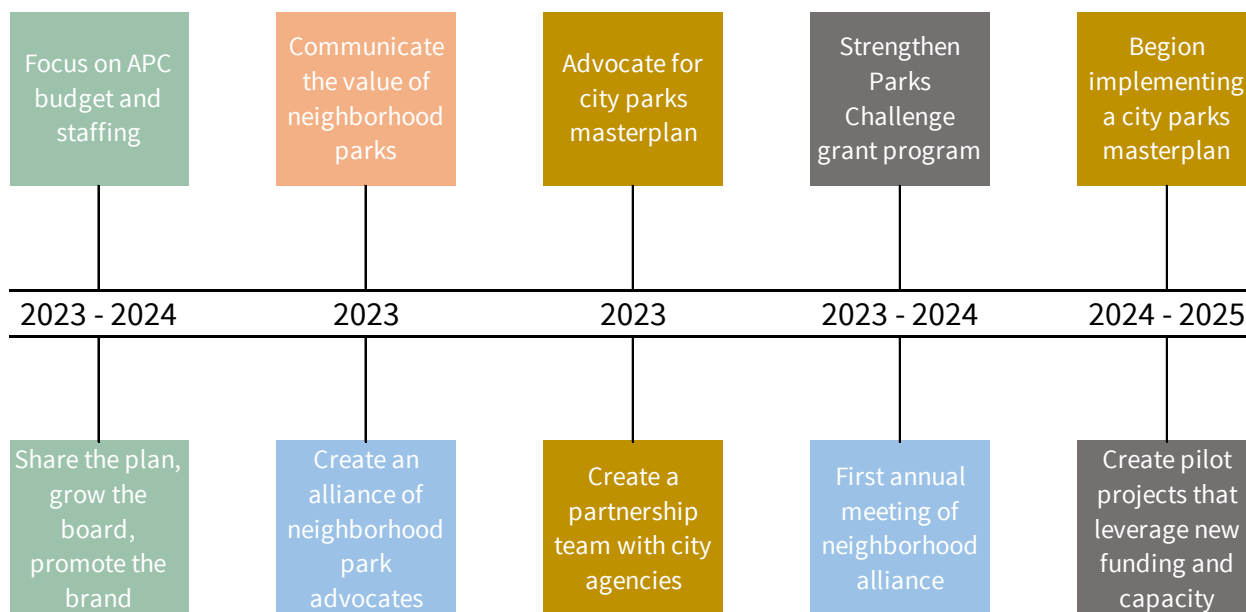 Focus on APC
budget and
staffing
Communicate
the value of
neighborhood
parks
Advocate for
city parks
masterplan
Strengthen
Parks
Challenge
grant program
Begion
implementing
a city parks
masterplan
2023 - 2024
2023
2023
2023 - 2024
2024 - 2025
Share the plan,
grow the
board,
promote the
brand
Create an
alliance of
neighborhood
park
advocates
Create a
partnership
team with city
agencies
First annual
meeting of
neighborhood
alliance
Create pilot
projects that
leverage new
funding and
capacity